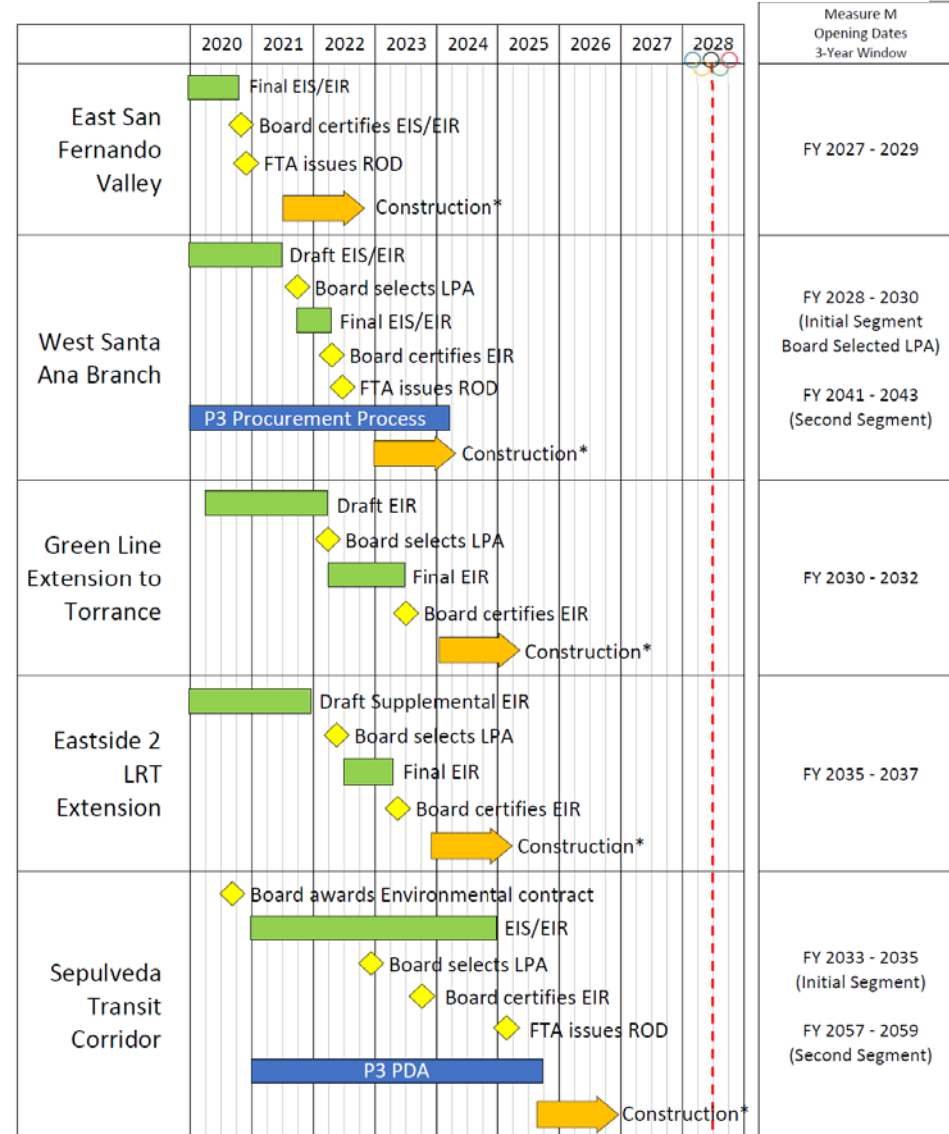 Measure M
Opening Dates
3-Year Window
2020 2021 2022 2023 2024 2025 2026 2027 2028
East San
Fernando
Valley
Final EIS/EIR
Board certifies EIS/EIR
FTA issues ROD
Construction*
FY 2027 - 2029
West Santa
Ana Branch
Draft EIS/EIR
Board selects LPA
Final EIS/EIR
Board certifies EIR
FTA issues ROD
P3 Procurement Process
Construction*
FY 2028 - 2030
(Initial Segment
Board Selected LPA)
FY 2041 - 2043
(Second Segment)
Green Line
Extension to
Torrance
Draft EIR
Board selects LPA
Final EIR
Board certifies EIR
Construction*
FY 2030 - 2032
Eastside 2
LRT
Extension
Draft Supplemental EIR
Board selects LPA
Final EIR
Board certifies EIR
Construction*
FY 2035 - 2037
Sepulveda
Transit
Corridor
Board awards Environmental contract
EIS/EIR
Board selects LPA
Board certifies EIR
FTA issues ROD
P3 PDA
Construction*
FY 2033 - 2035
(Initial Segment)
FY 2057 - 2059
(Second Segment)